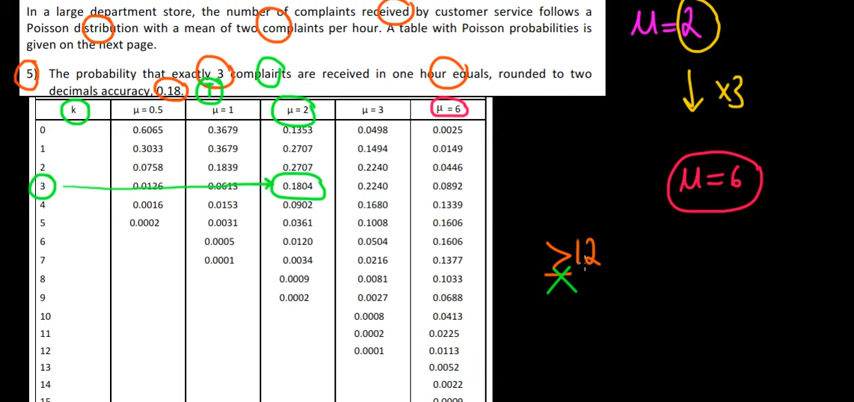 In a large department store, the number of complaints received by customer service follows a
Poisson distribution with a mean of two complaints per hour. A table with Poisson probabilities is
given on the next page.
5) The probability that exactly 3 complaints are received in one hour equals, rounded to two
decimals accuracy, 0.18.
T
k μ = 0.5 μ = 1 μ = 2 μ = 3 μ = 6
0 0.6065 0.3679 0.1353 0.0498 0.0025
1 0.3033 0.3679 0.2707 0.1494 0.0149
2 0.0758 0.1839 0.2707 0.2240 0.0446
3 0.0126 0.0613 0.1804 0.2240 0.0892
4 0.0016 0.0153 0.0902 0.1680 0.1339
5 0.0002 0.0031 0.0361 0.1008 0.1606
6 0.0005 0.0120 0.0504 0.1606
7 0.0001 0.0034 0.0216 0.1377
8 0.0009 0.0081 0.1033
9 0.0002 0.0027 0.0688
10 0.0008 0.0413
11 0.0002 0.0225
12 0.0001 0.0113
13 0.0052
14 0.0022
μ=2
↓ ×3
μ=6
≥12